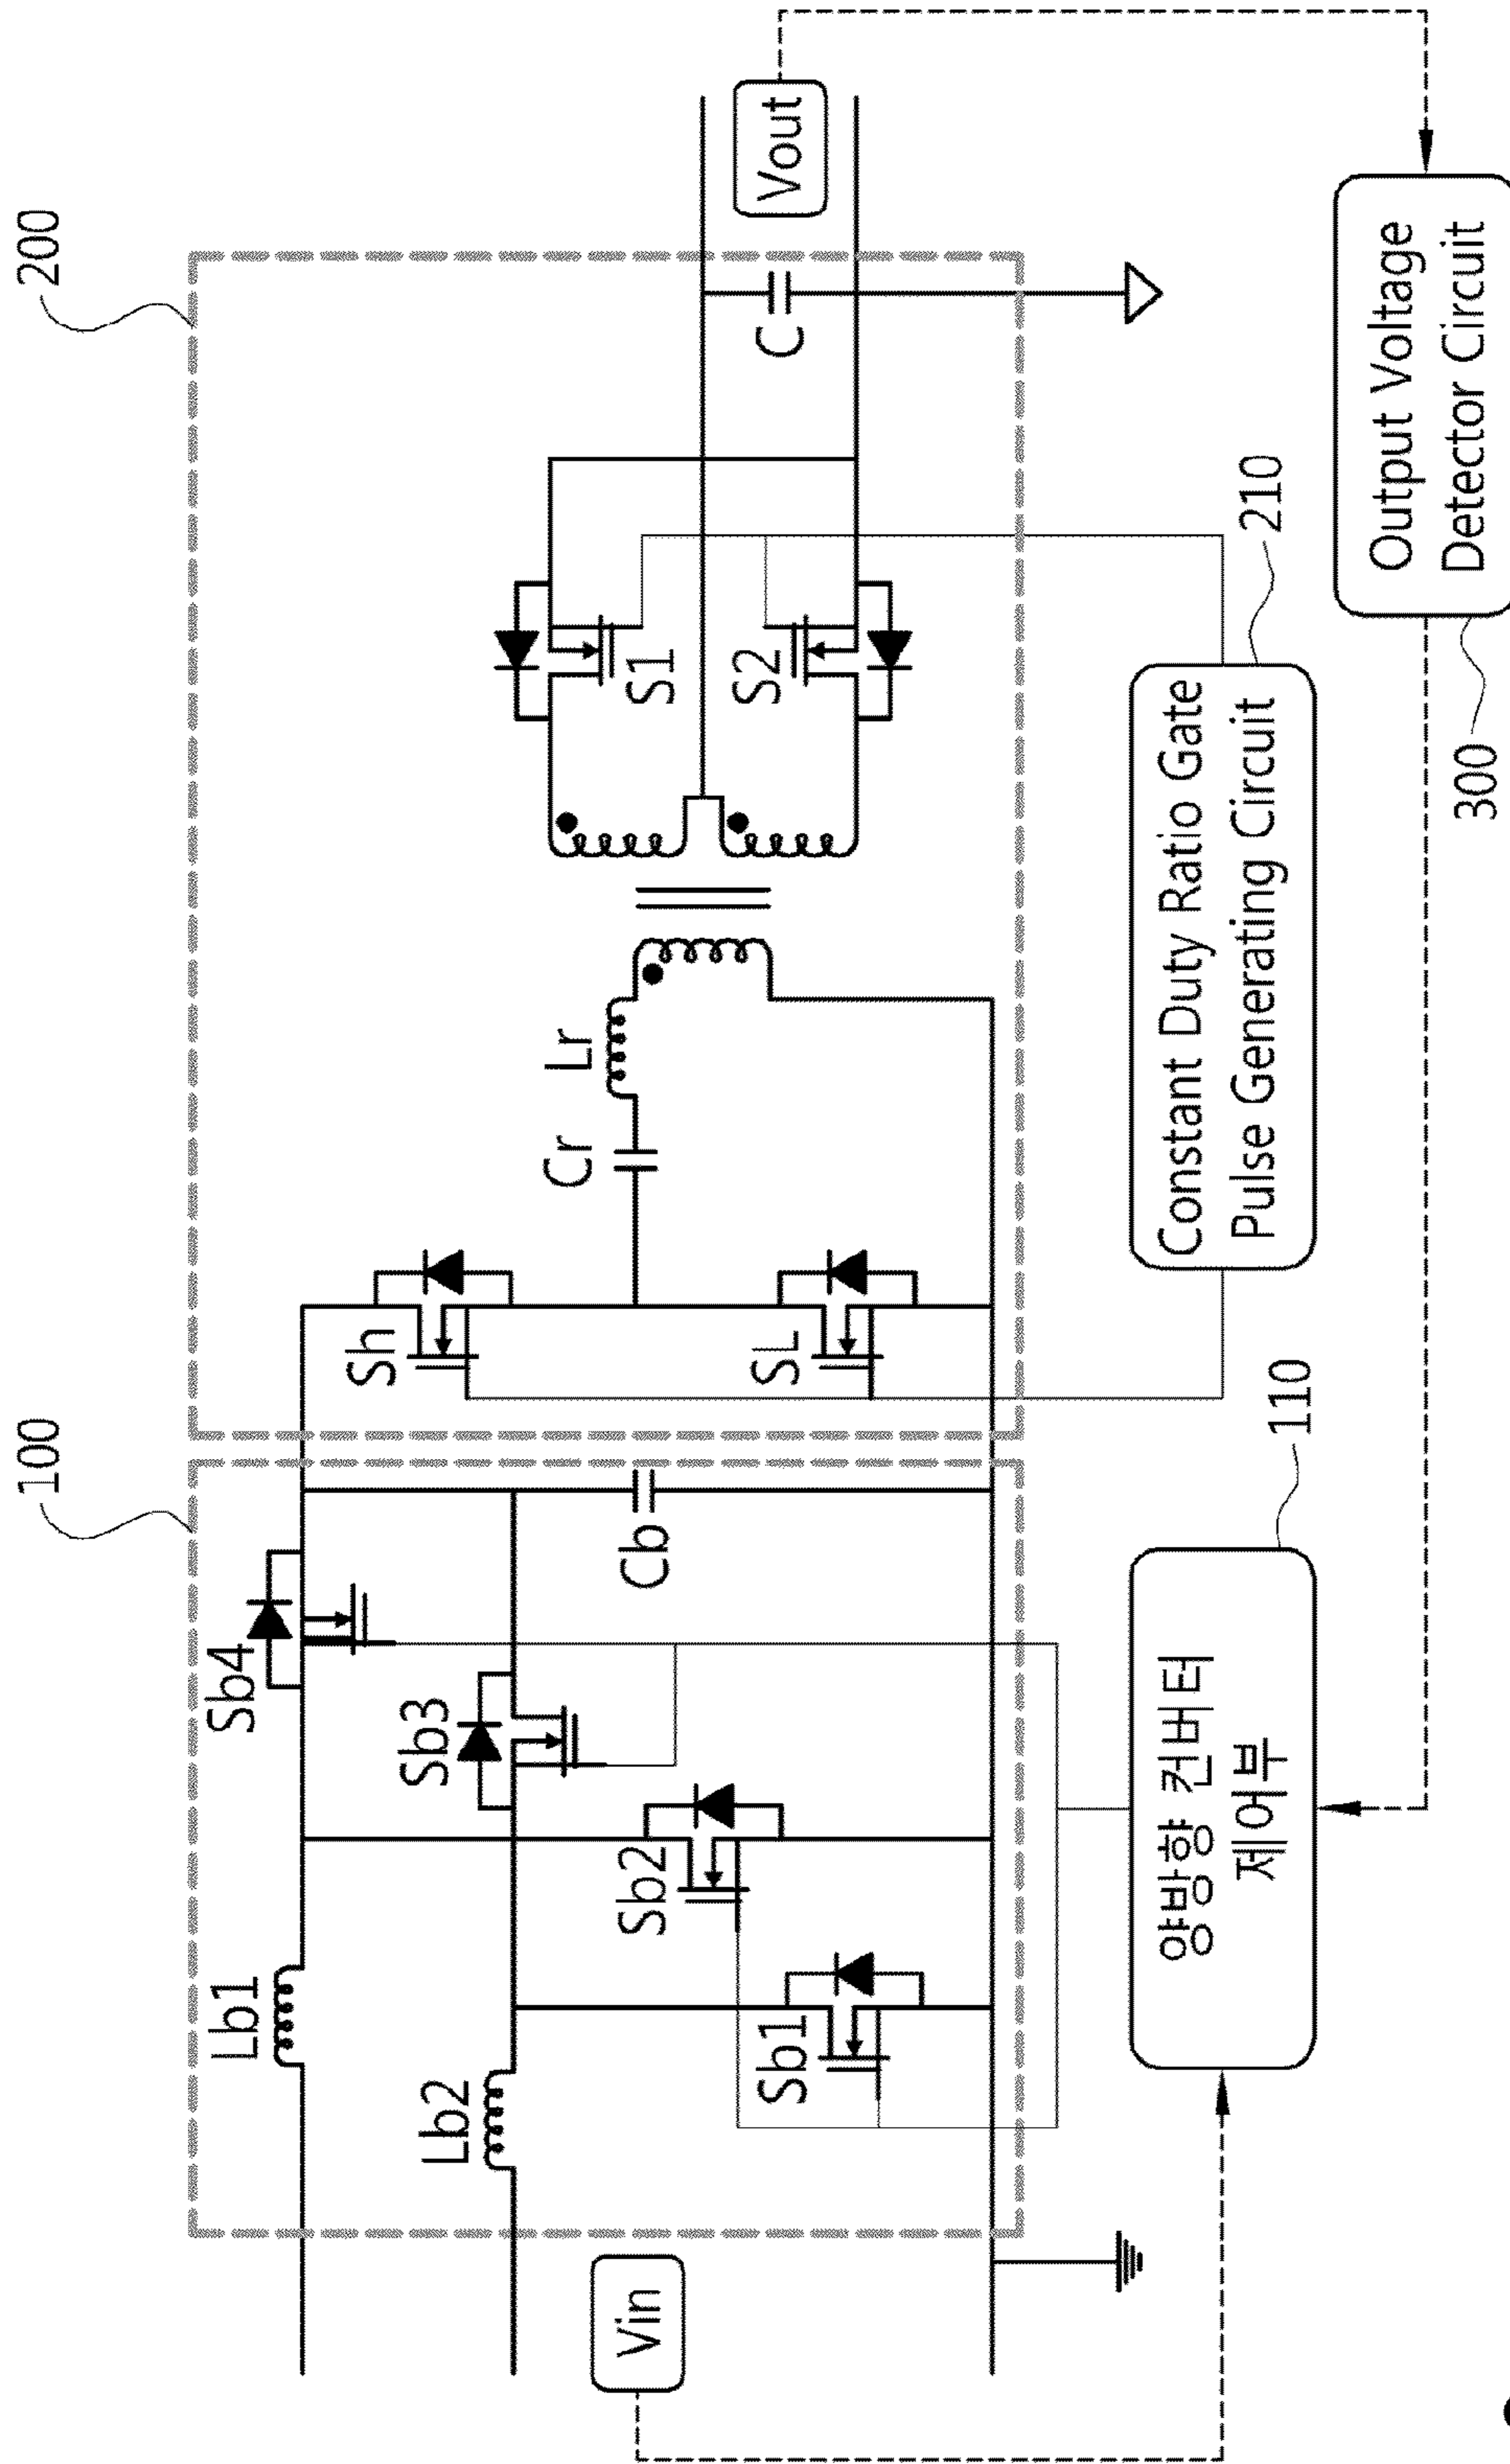 100
200
Lb1
Sb4
Lb2
Sb3
Sb2
Sb1
Cb
Sh
SL
Cr
Lr
S1
S2
C
Vin
Vout
양방향 컨버터
제어부
110
Constant Duty Ratio Gate
Pulse Generating Circuit
210
Output Voltage
Detector Circuit
300